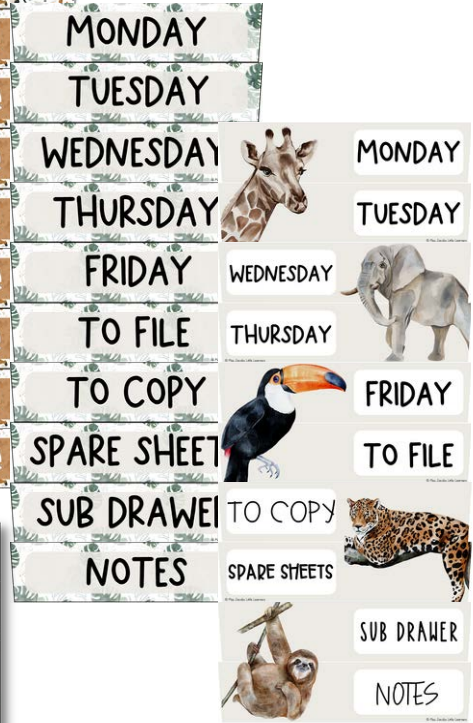 MONDAY
TUESDAY
WEDNESDAY
THURSDAY
FRIDAY
TO FILE
TO COPY
SPARE SHEET
SUB DRAWE
NOTES
MONDAY
TUESDAY
WEDNESDAY
THURSDAY
FRIDAY
TO FILE
TO COPY
SPARE SHEETS
SUB DRAWER
NOTES